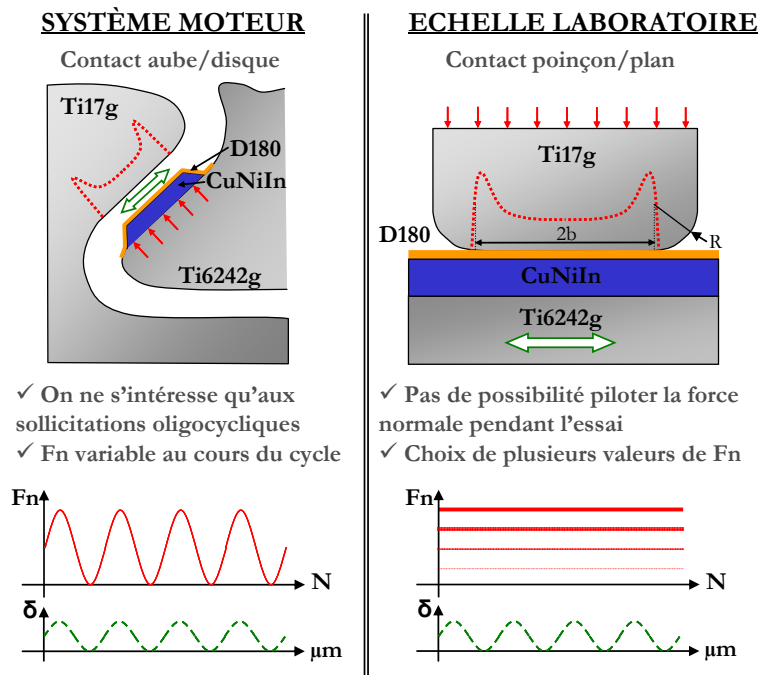 SYSTÈME MOTEUR
Contact aube/disque
Ti17g
D180
CuNiIn
Ti6242g
✓ On ne s'intéresse qu'aux
sollicitations oligocycliques
✓ Fn variable au cours du cycle
Fn
N
δ
µm
ECHELLE LABORATOIRE
Contact poinçon/plan
Ti17g
2b
R
D180
CuNiIn
Ti6242g
✓ Pas de possibilité piloter la force
normale pendant l'essai
✓ Choix de plusieurs valeurs de Fn
Fn
N
δ
µm